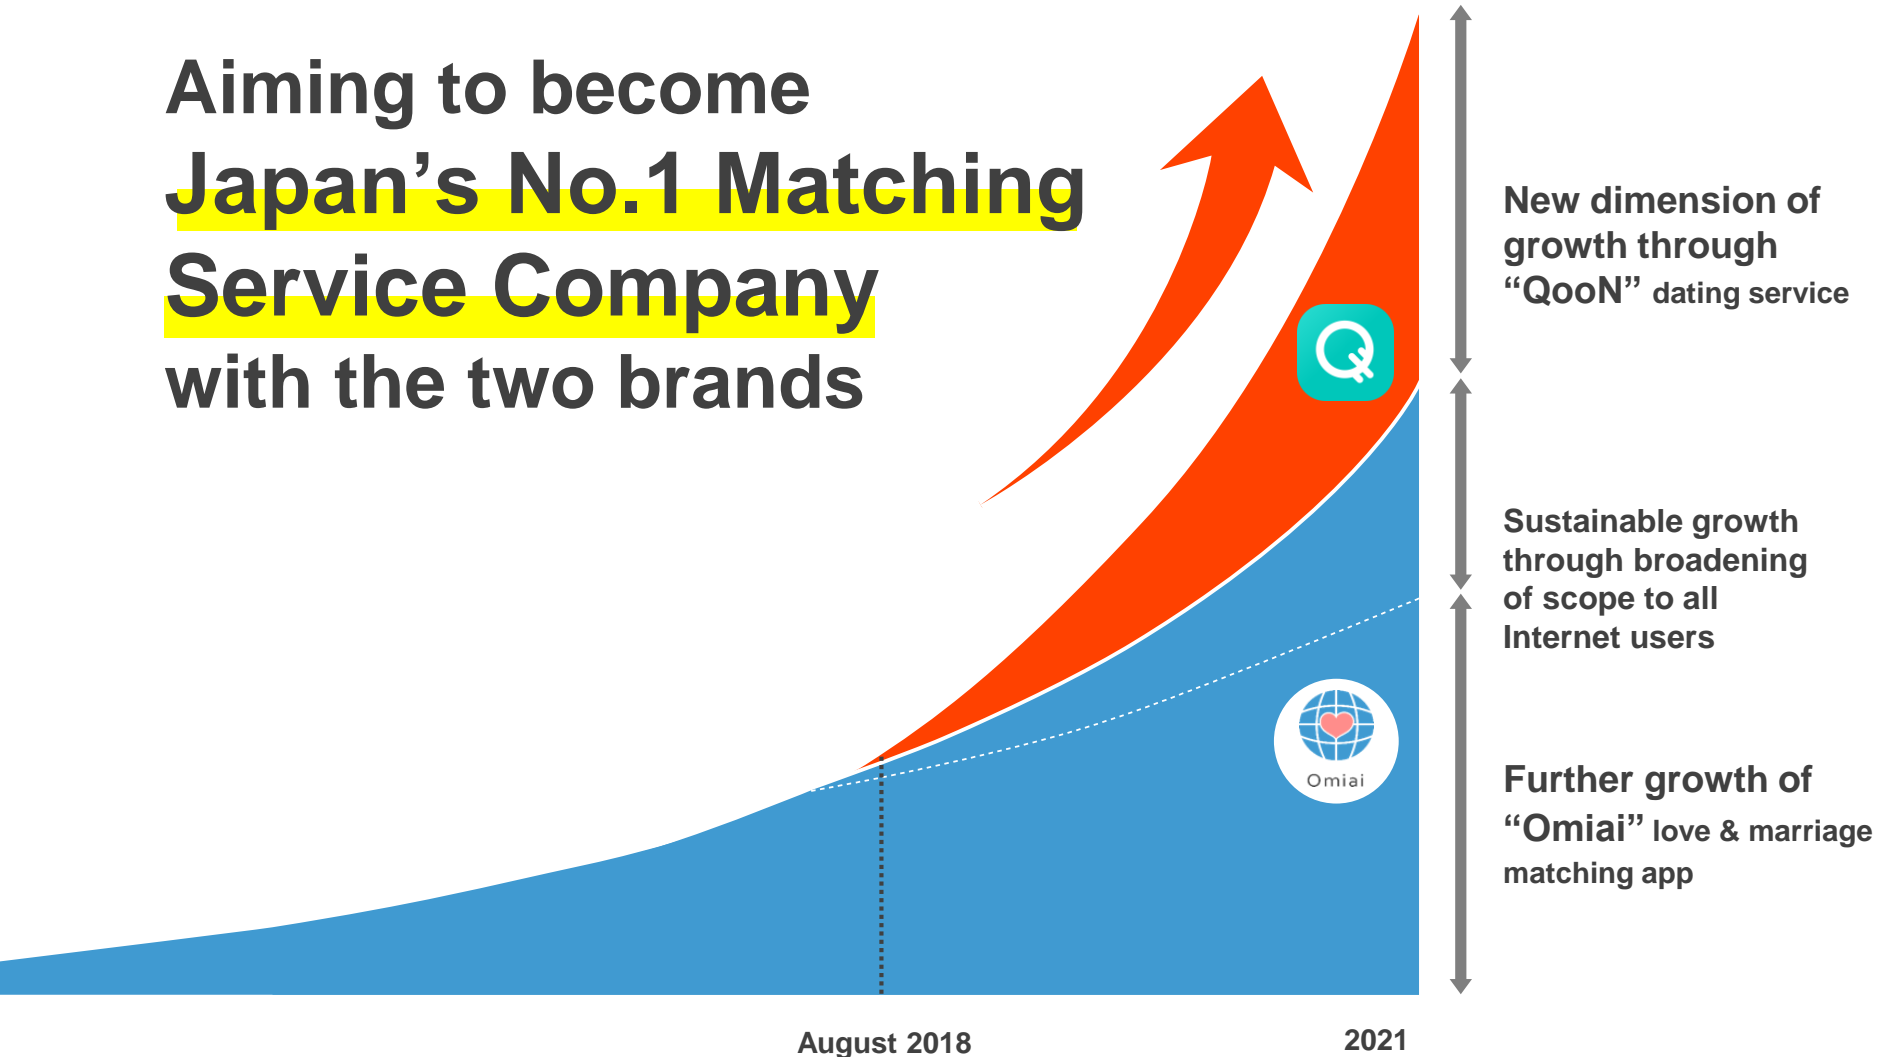 Aiming to become
Japan’s No.1 Matching
Service Company
with the two brands
New dimension of
growth through
“QooN” dating service
Sustainable growth
through broadening
of scope to all
Internet users
Omiai
Further growth of
“Omiai” love & marriage
matching app
August 2018
2021